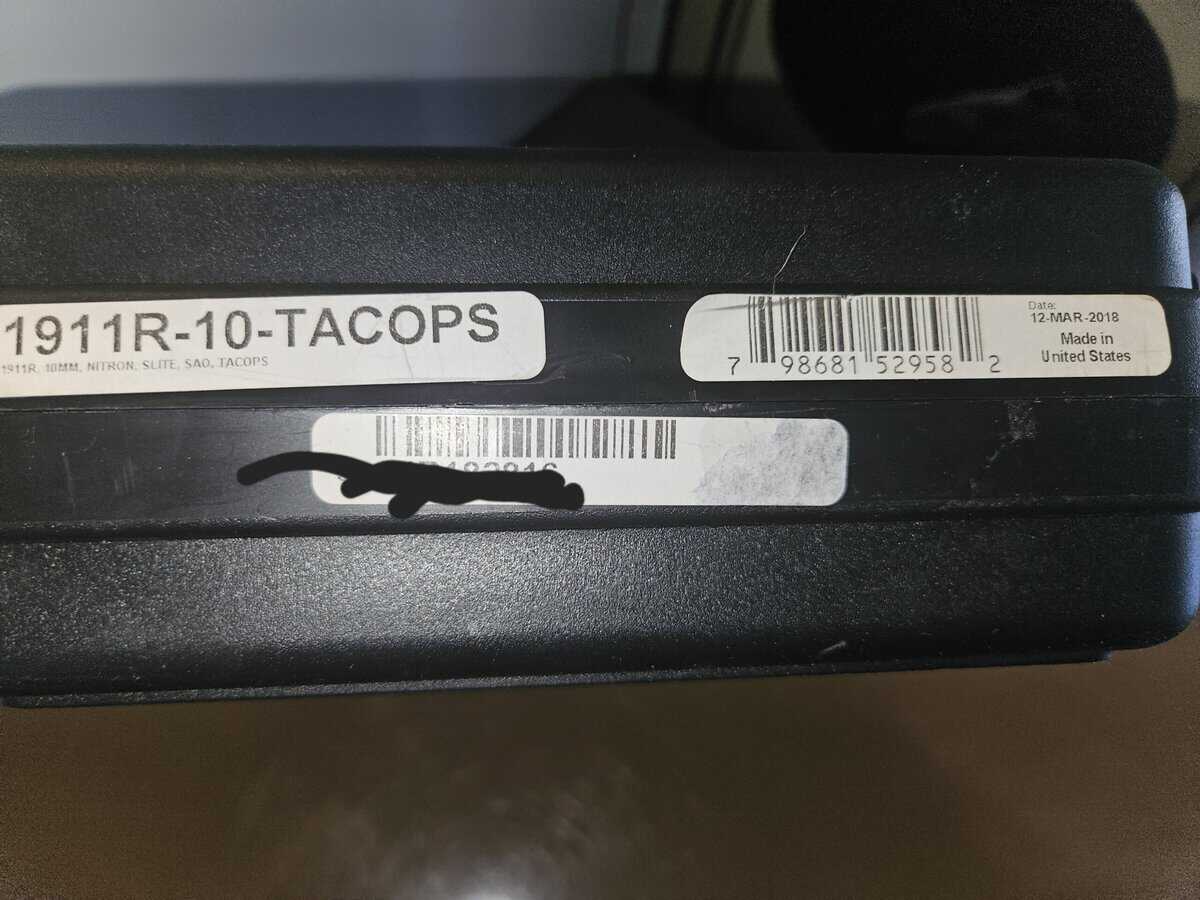 1911R-10-TACOPS
1911R, 10MM, NITRON, SLITE, SAO, TACOPS
Date:
12-MAR-2018
Made in
United States
7 98681 52958 2